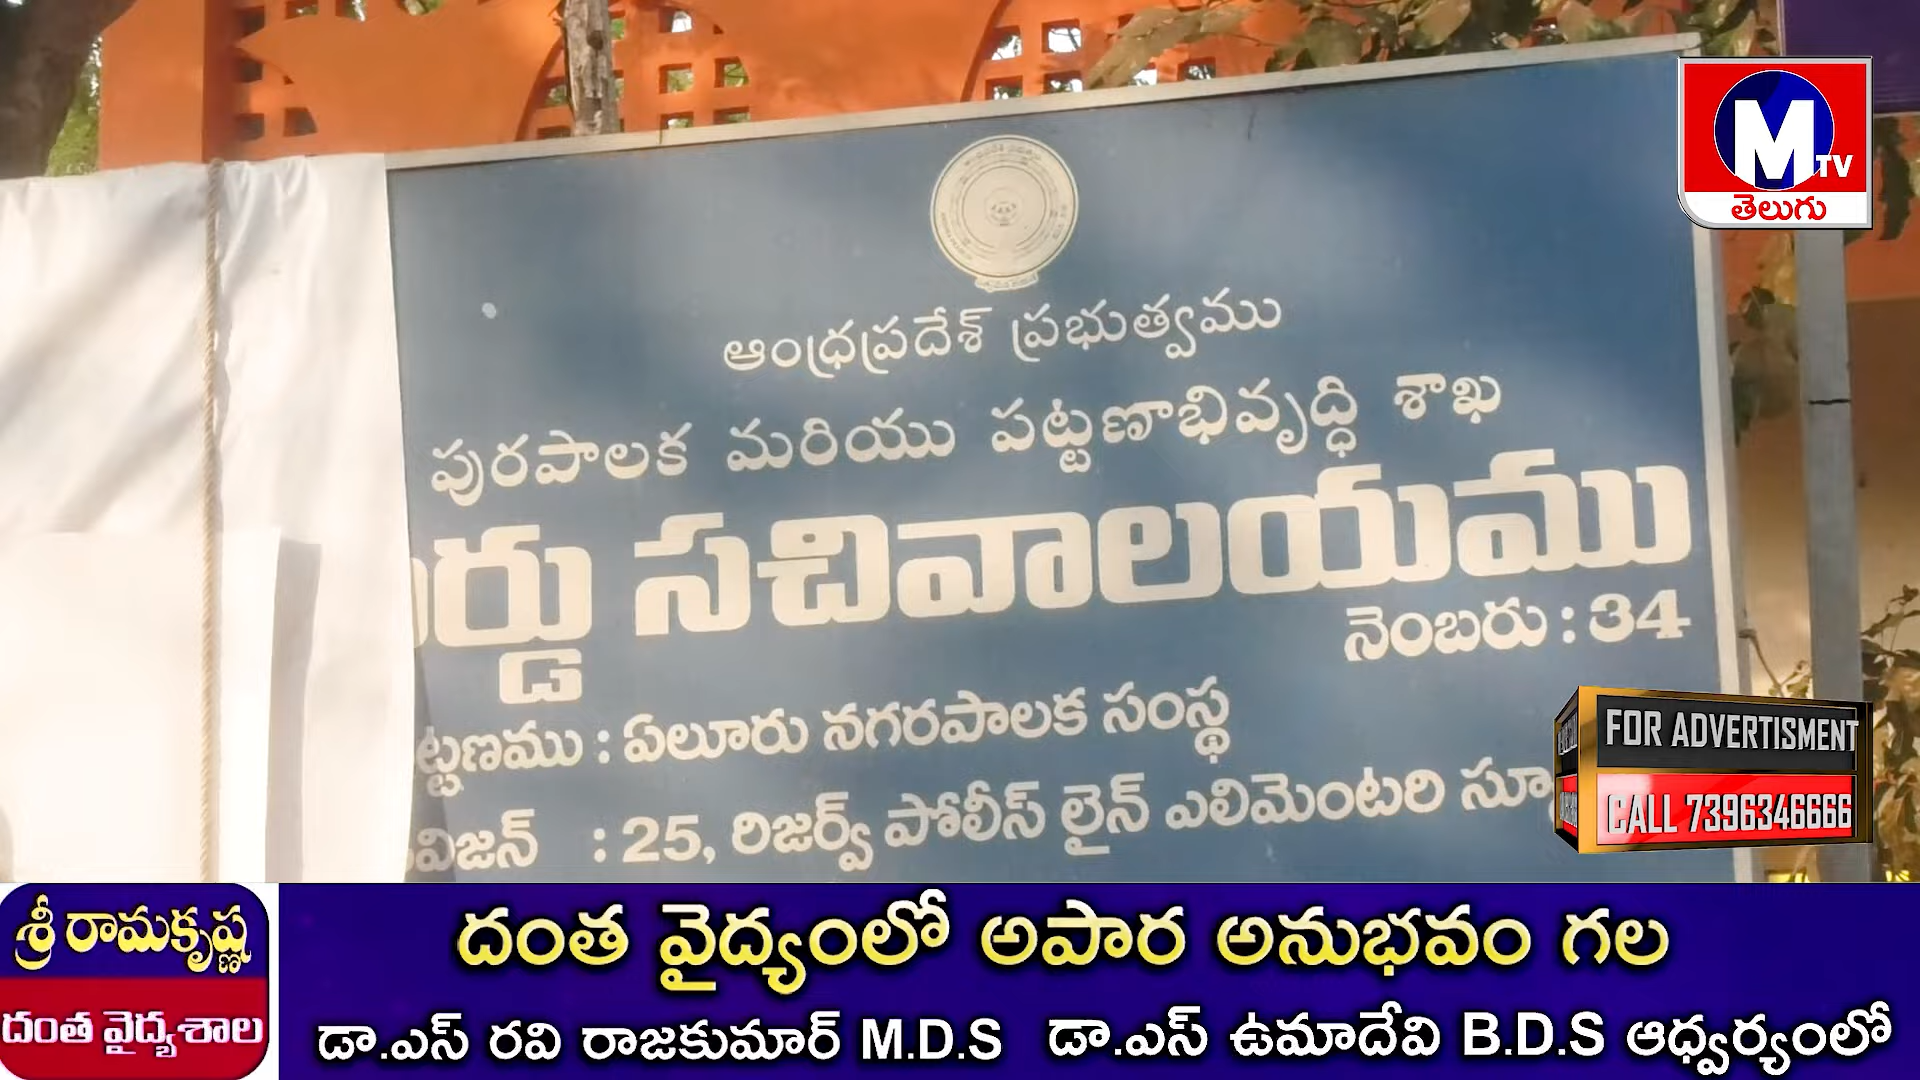 M TV
తెలుగు
ఆంధ్రప్రదేశ్ ప్రభుత్వము
పురపాలక మరియు పట్టణాభివృద్ధి శాఖ
ర్డు సచివాలయము
నెంబరు : 34
ట్టణము : ఏలూరు నగరపాలక సంస్థ
విజన్ : 25, రిజర్వ్ పోలీస్ లైన్ ఎలిమెంటరి
FOR ADVERTISMENT
CALL 7396346666
శ్రీ రామకృష్ణ
దంత వైద్యశాల
దంత వైద్యంలో అపార అనుభవం గల
డా.ఎస్ రవి రాజకుమార్ M.D.S డా.ఎస్ ఉమాదేవి B.D.S ఆధ్వర్యంలో